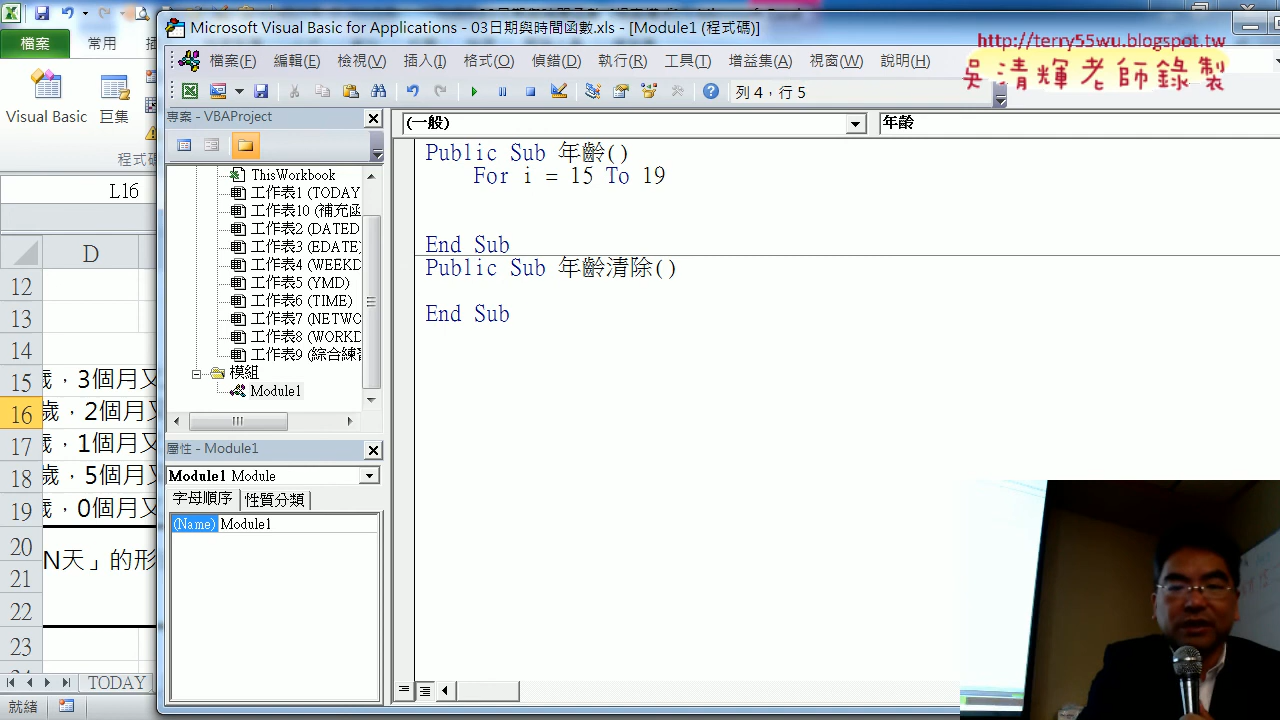 Microsoft Visual Basic for Applications - 03日期與時間函數.xls - [Module1 (程式碼)]
http://terry55wu.blogspot.tw
吳清輝老師錄製
檔案
常用
檔案(F) 編輯(E) 檢視(V) 插入(I) 格式(O) 偵錯(D) 執行(R) 工具(T) 增益集(A) 視窗(W) 說明(H)
列 4，行 5
Visual Basic
巨集
程式碼
L16
D
12
13
14
15
歲，3個月又
16
歲，2個月又
17
歲，1個月又
18
歲，5個月又
19
歲，0個月又
20
N天」的形
21
22
23
24
TODAY
就緒
專案 - VBAProject
ThisWorkbook
工作表1 (TODAY
工作表10 (補充函
工作表2 (DATED
工作表3 (EDATE)
工作表4 (WEEKD
工作表5 (YMD)
工作表6 (TIME)
工作表7 (NETWO
工作表8 (WORKD
工作表9 (綜合練習
模組
Module1
屬性 - Module1
Module1 Module
字母順序 性質分類
(Name) Module1
(一般)
年齡
Public Sub 年齡()
For i = 15 To 19
End Sub
Public Sub 年齡清除()
End Sub